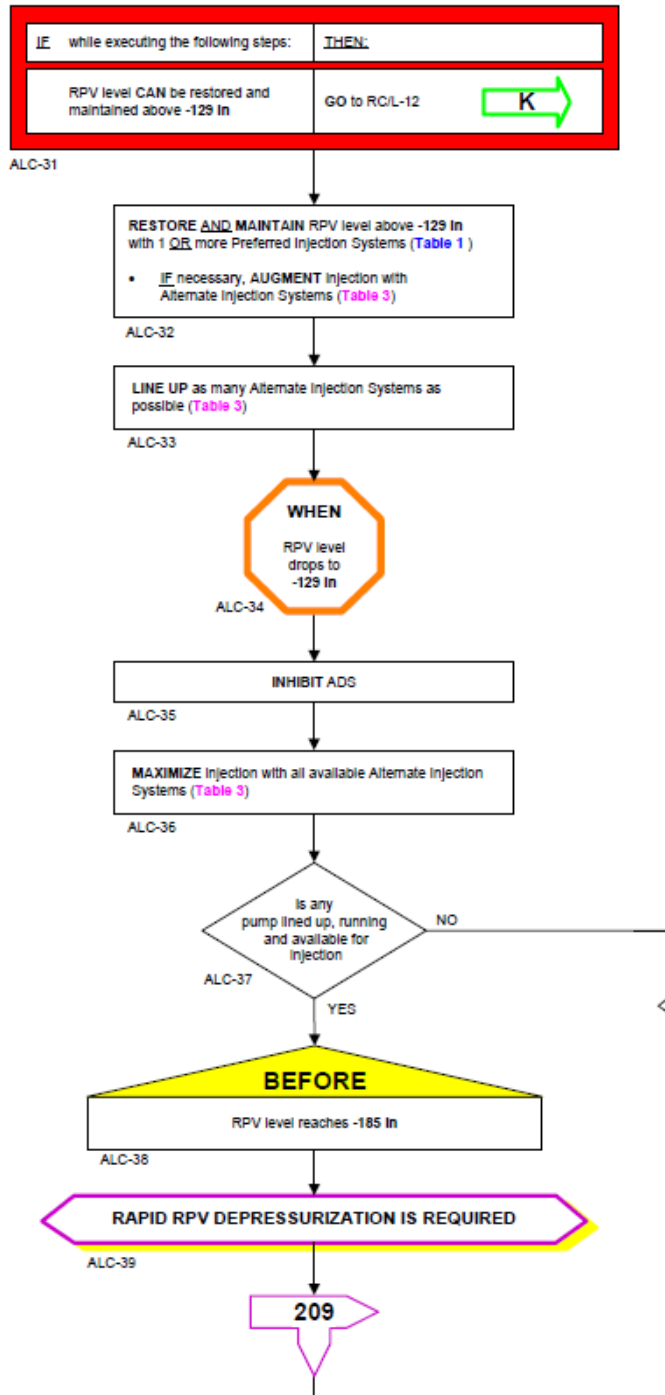 IF while executing the following steps: THEN:
RPV level CAN be restored and
maintained above -129 in
GO to RC/L-12
K
ALC-31
RESTORE AND MAINTAIN RPV level above -129 in
with 1 OR more Preferred Injection Systems (Table 1 )
• IF necessary, AUGMENT injection with
Alternate Injection Systems (Table 3)
ALC-32
LINE UP as many Alternate Injection Systems as
possible (Table 3)
ALC-33
WHEN
RPV level
drops to
-129 in
ALC-34
INHIBIT ADS
ALC-35
MAXIMIZE injection with all available Alternate Injection
Systems (Table 3)
ALC-36
Is any
pump lined up, running
and available for
injection
NO
ALC-37
YES
BEFORE
RPV level reaches -185 in
ALC-38
RAPID RPV DEPRESSURIZATION IS REQUIRED
ALC-39
209